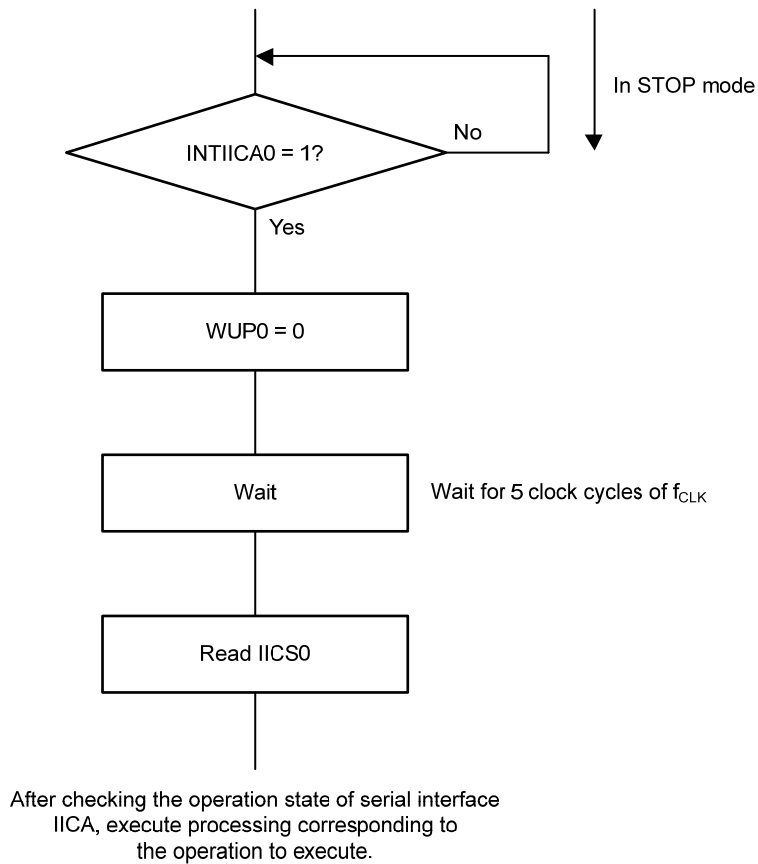 In STOP mode
No
INTIICA0 = 1?
Yes
WUP0 = 0
Wait
Wait for 5 clock cycles of fCLK
Read IICS0
After checking the operation state of serial interface
IICA, execute processing corresponding to
the operation to execute.